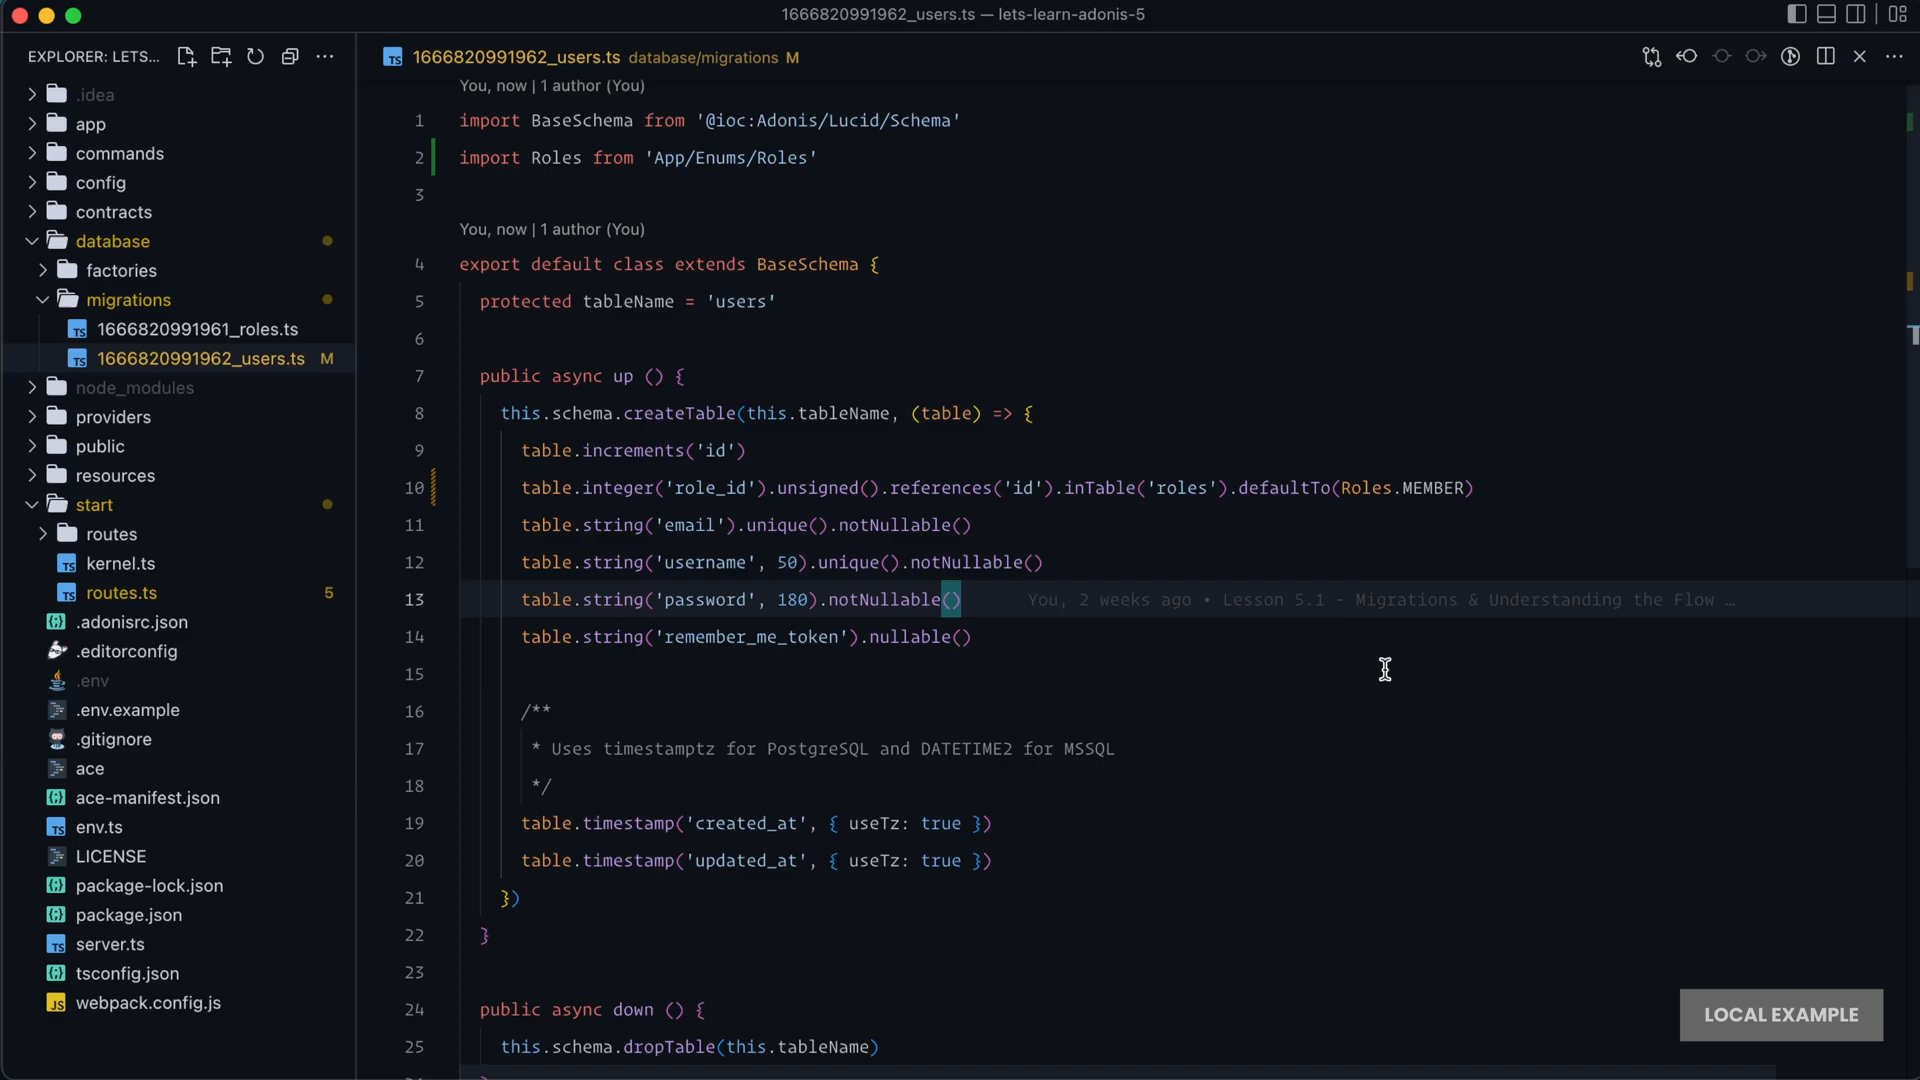 1666820991962_users.ts — lets-learn-adonis-5
EXPLORER: LETS...
.idea
app
commands
config
contracts
database
factories
migrations
1666820991961_roles.ts
1666820991962_users.ts M
node_modules
providers
public
resources
start
routes
kernel.ts
routes.ts 5
.adonisrc.json
.editorconfig
.env
.env.example
.gitignore
ace
ace-manifest.json
env.ts
LICENSE
package-lock.json
package.json
server.ts
tsconfig.json
webpack.config.js
1666820991962_users.ts database/migrations M
You, now | 1 author (You)
1 import BaseSchema from '@ioc:Adonis/Lucid/Schema'
2 import Roles from 'App/Enums/Roles'
3
You, now | 1 author (You)
4 export default class extends BaseSchema {
5 protected tableName = 'users'
6
7 public async up () {
8 this.schema.createTable(this.tableName, (table) => {
9 table.increments('id')
10 table.integer('role_id').unsigned().references('id').inTable('roles').defaultTo(Roles.MEMBER)
11 table.string('email').unique().notNullable()
12 table.string('username', 50).unique().notNullable()
13 table.string('password', 180).notNullable() You, 2 weeks ago • Lesson 5.1 - Migrations & Understanding the Flow …
14 table.string('remember_me_token').nullable()
15
16 /**
17 * Uses timestamptz for PostgreSQL and DATETIME2 for MSSQL
18 */
19 table.timestamp('created_at', { useTz: true })
20 table.timestamp('updated_at', { useTz: true })
21 })
22 }
23
24 public async down () {
25 this.schema.dropTable(this.tableName)
LOCAL EXAMPLE